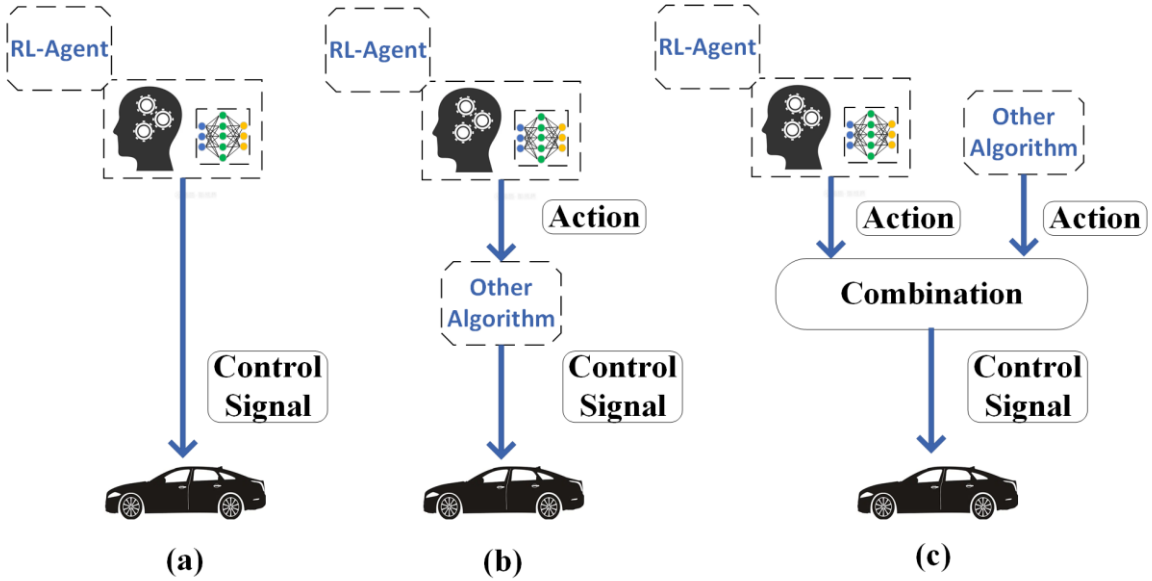 RL-Agent
Control
Signal
(a)
RL-Agent
Action
Other
Algorithm
Control
Signal
(b)
RL-Agent
Other
Algorithm
Action
Action
Combination
Control
Signal
(c)